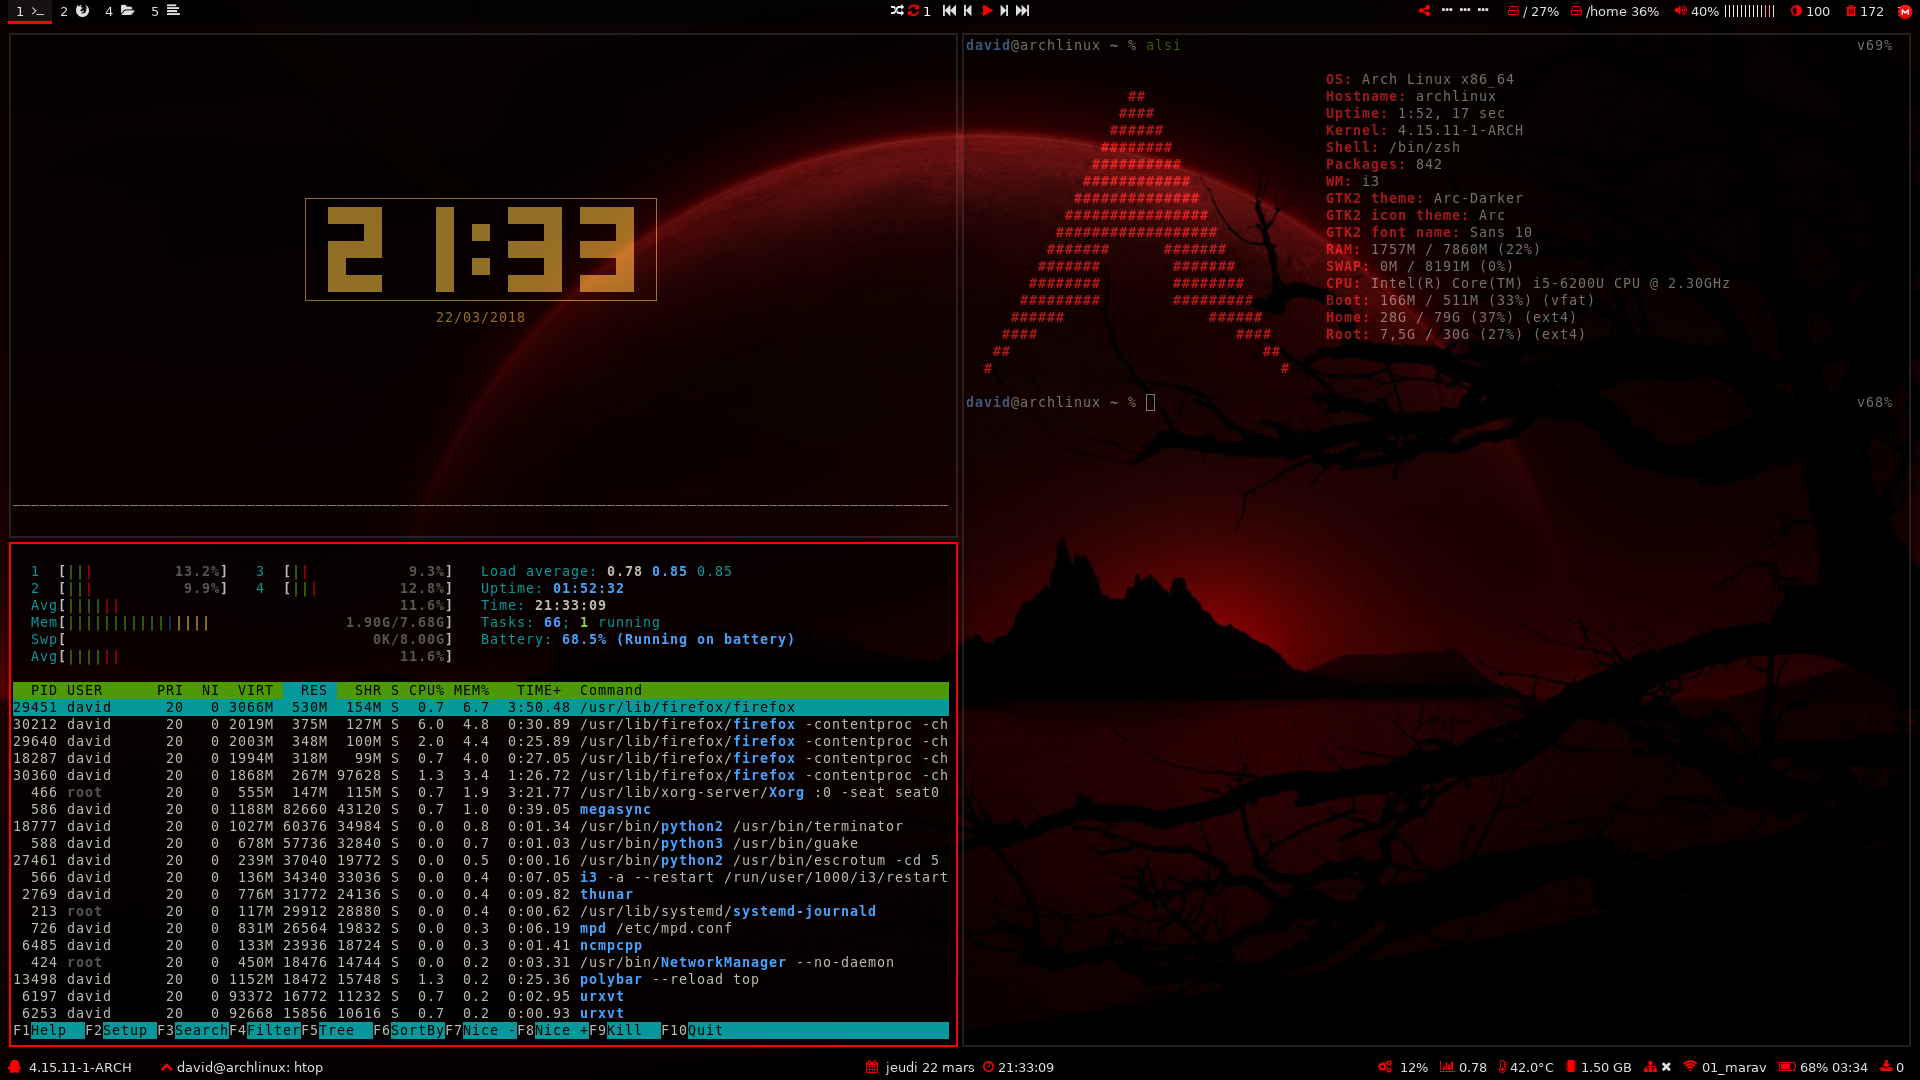 1 2 4 5
1
/ 27% /home 36% 40% |||||||||||| 100 172
21:33
22/03/2018
david@archlinux ~ % alsi v69%
##
####
######
########
##########
############
##############
################
##################
####### #######
####### #######
######## ########
######### #########
###### ######
#### ####
## ##
# #
OS: Arch Linux x86_64
Hostname: archlinux
Uptime: 1:52, 17 sec
Kernel: 4.15.11-1-ARCH
Shell: /bin/zsh
Packages: 842
WM: i3
GTK2 theme: Arc-Darker
GTK2 icon theme: Arc
GTK2 font name: Sans 10
RAM: 1757M / 7860M (22%)
SWAP: 0M / 8191M (0%)
CPU: Intel(R) Core(TM) i5-6200U CPU @ 2.30GHz
Boot: 166M / 511M (33%) (vfat)
Home: 28G / 79G (37%) (ext4)
Root: 7,5G / 30G (27%) (ext4)
david@archlinux ~ % v68%
1 [||| 13.2%] 3 [|| 9.3%] Load average: 0.78 0.85 0.85
2 [||| 9.9%] 4 [||| 12.8%] Uptime: 01:52:32
Avg[|||||| 11.6%] Time: 21:33:09
Mem[|||||||||||||||| 1.90G/7.68G] Tasks: 66; 1 running
Swp[ 0K/8.00G] Battery: 68.5% (Running on battery)
Avg[|||||| 11.6%]
PID USER PRI NI VIRT RES SHR S CPU% MEM% TIME+ Command
29451 david 20 0 3066M 530M 154M S 0.7 6.7 3:50.48 /usr/lib/firefox/firefox
30212 david 20 0 2019M 375M 127M S 6.0 4.8 0:30.89 /usr/lib/firefox/firefox -contentproc -ch
29640 david 20 0 2003M 348M 100M S 2.0 4.4 0:25.89 /usr/lib/firefox/firefox -contentproc -ch
18287 david 20 0 1994M 318M 99M S 0.7 4.0 0:27.05 /usr/lib/firefox/firefox -contentproc -ch
30360 david 20 0 1868M 267M 97628 S 1.3 3.4 1:26.72 /usr/lib/firefox/firefox -contentproc -ch
466 root 20 0 555M 147M 115M S 0.7 1.9 3:21.77 /usr/lib/xorg-server/Xorg :0 -seat seat0
586 david 20 0 1188M 82660 43120 S 0.7 1.0 0:39.05 megasync
18777 david 20 0 1027M 60376 34984 S 0.0 0.8 0:01.34 /usr/bin/python2 /usr/bin/terminator
588 david 20 0 678M 57736 32840 S 0.0 0.7 0:01.03 /usr/bin/python3 /usr/bin/guake
27461 david 20 0 239M 37040 19772 S 0.0 0.5 0:00.16 /usr/bin/python2 /usr/bin/escrotum -cd 5
566 david 20 0 136M 34340 33036 S 0.0 0.4 0:07.05 i3 -a --restart /run/user/1000/i3/restart
2769 david 20 0 776M 31772 24136 S 0.0 0.4 0:09.82 thunar
213 root 20 0 117M 29912 28880 S 0.0 0.4 0:00.62 /usr/lib/systemd/systemd-journald
726 david 20 0 831M 26564 19832 S 0.0 0.3 0:06.19 mpd /etc/mpd.conf
6485 david 20 0 133M 23936 18724 S 0.0 0.3 0:01.41 ncmpcpp
424 root 20 0 450M 18476 14744 S 0.0 0.2 0:03.31 /usr/bin/NetworkManager --no-daemon
13498 david 20 0 1152M 18472 15748 S 1.3 0.2 0:25.36 polybar --reload top
6197 david 20 0 93372 16772 11232 S 0.7 0.2 0:02.95 urxvt
6253 david 20 0 92668 15856 10616 S 0.7 0.2 0:00.93 urxvt
F1Help F2Setup F3SearchF4FilterF5Tree F6SortByF7Nice -F8Nice +F9Kill F10Quit
4.15.11-1-ARCH david@archlinux: htop
jeudi 22 mars 21:33:09
12% 0.78 42.0°C 1.50 GB 01_marav 68% 03:34 0